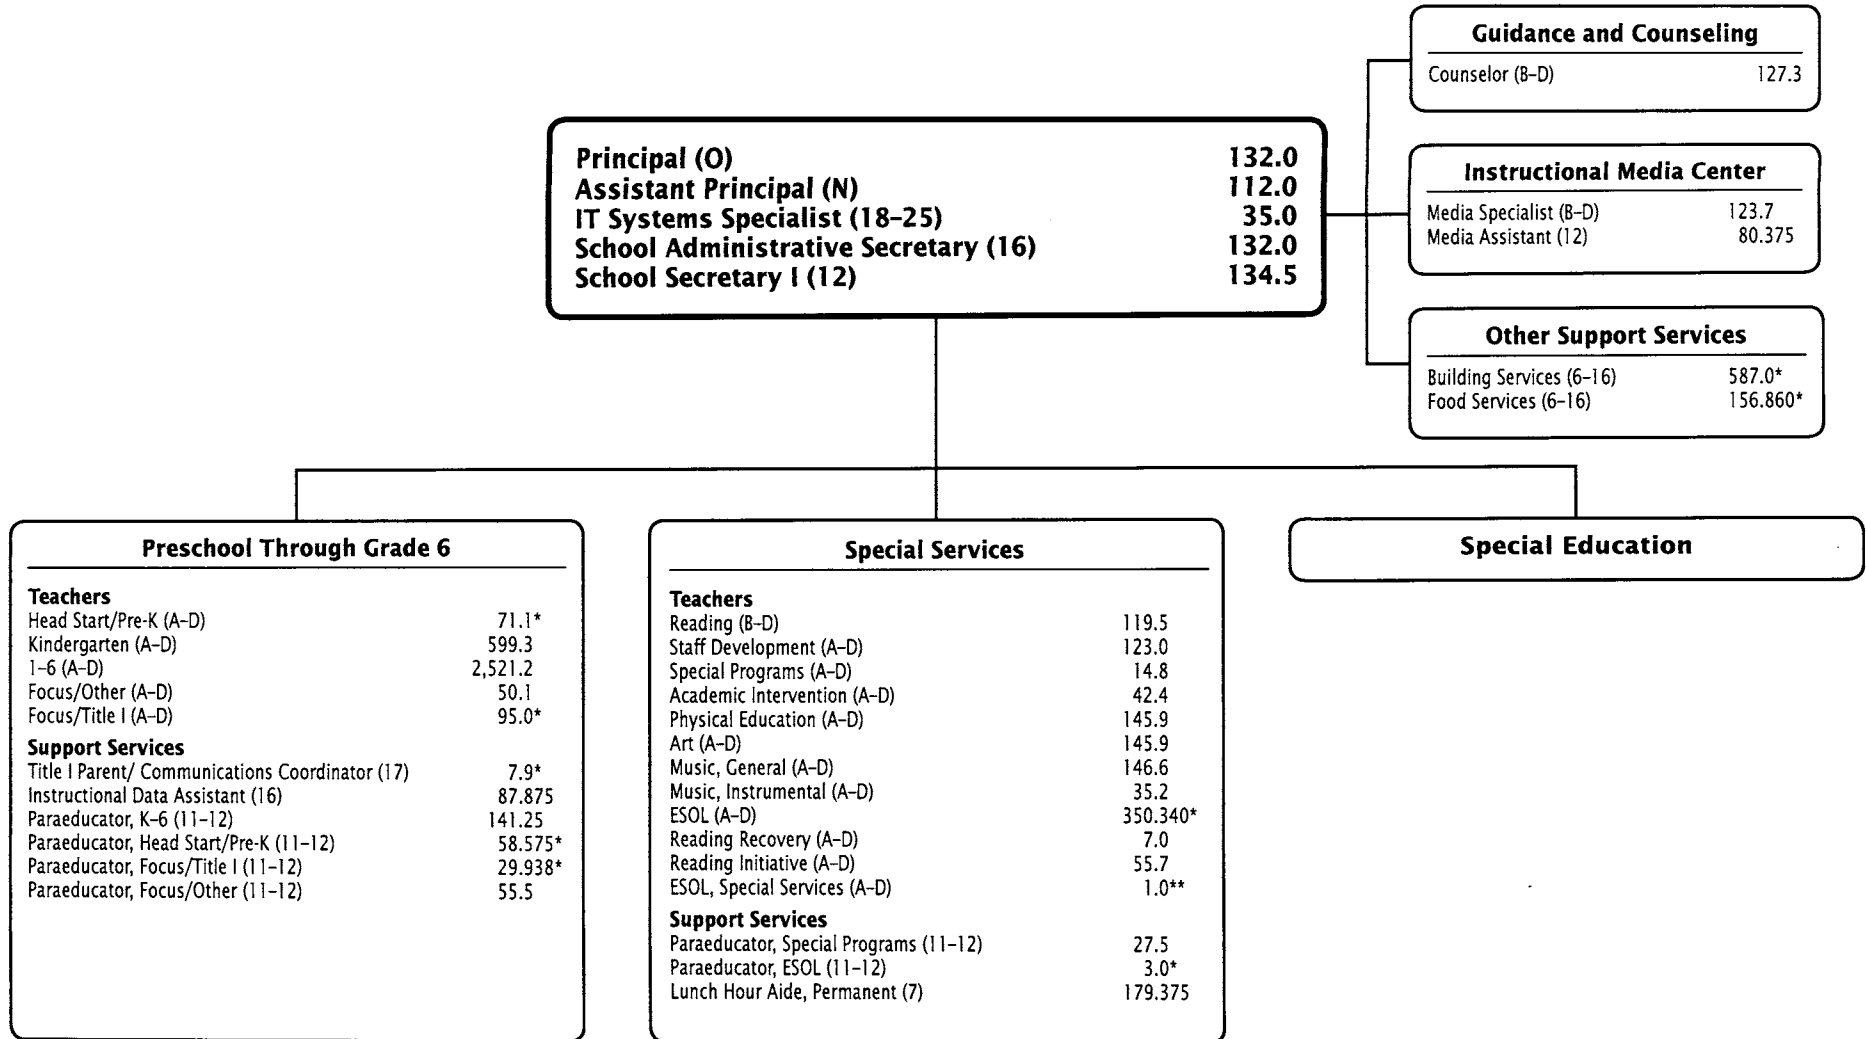 Guidance and Counseling
Counselor (B–D) 127.3
Principal (O) 132.0
Assistant Principal (N) 112.0
IT Systems Specialist (18–25) 35.0
School Administrative Secretary (16) 132.0
School Secretary I (12) 134.5
Instructional Media Center
Media Specialist (B–D) 123.7
Media Assistant (12) 80.375
Other Support Services
Building Services (6–16) 587.0*
Food Services (6–16) 156.860*
Preschool Through Grade 6
Teachers
Head Start/Pre-K (A–D) 71.1*
Kindergarten (A–D) 599.3
1–6 (A–D) 2,521.2
Focus/Other (A–D) 50.1
Focus/Title I (A–D) 95.0*
Support Services
Title I Parent/ Communications Coordinator (17) 7.9*
Instructional Data Assistant (16) 87.875
Paraeducator, K–6 (11–12) 141.25
Paraeducator, Head Start/Pre-K (11–12) 58.575*
Paraeducator, Focus/Title I (11–12) 29.938*
Paraeducator, Focus/Other (11–12) 55.5
Special Services
Teachers
Reading (B–D) 119.5
Staff Development (A–D) 123.0
Special Programs (A–D) 14.8
Academic Intervention (A–D) 42.4
Physical Education (A–D) 145.9
Art (A–D) 145.9
Music, General (A–D) 146.6
Music, Instrumental (A–D) 35.2
ESOL (A–D) 350.340*
Reading Recovery (A–D) 7.0
Reading Initiative (A–D) 55.7
ESOL, Special Services (A–D) 1.0**
Support Services
Paraeducator, Special Programs (11–12) 27.5
Paraeducator, ESOL (11–12) 3.0*
Lunch Hour Aide, Permanent (7) 179.375
Special Education